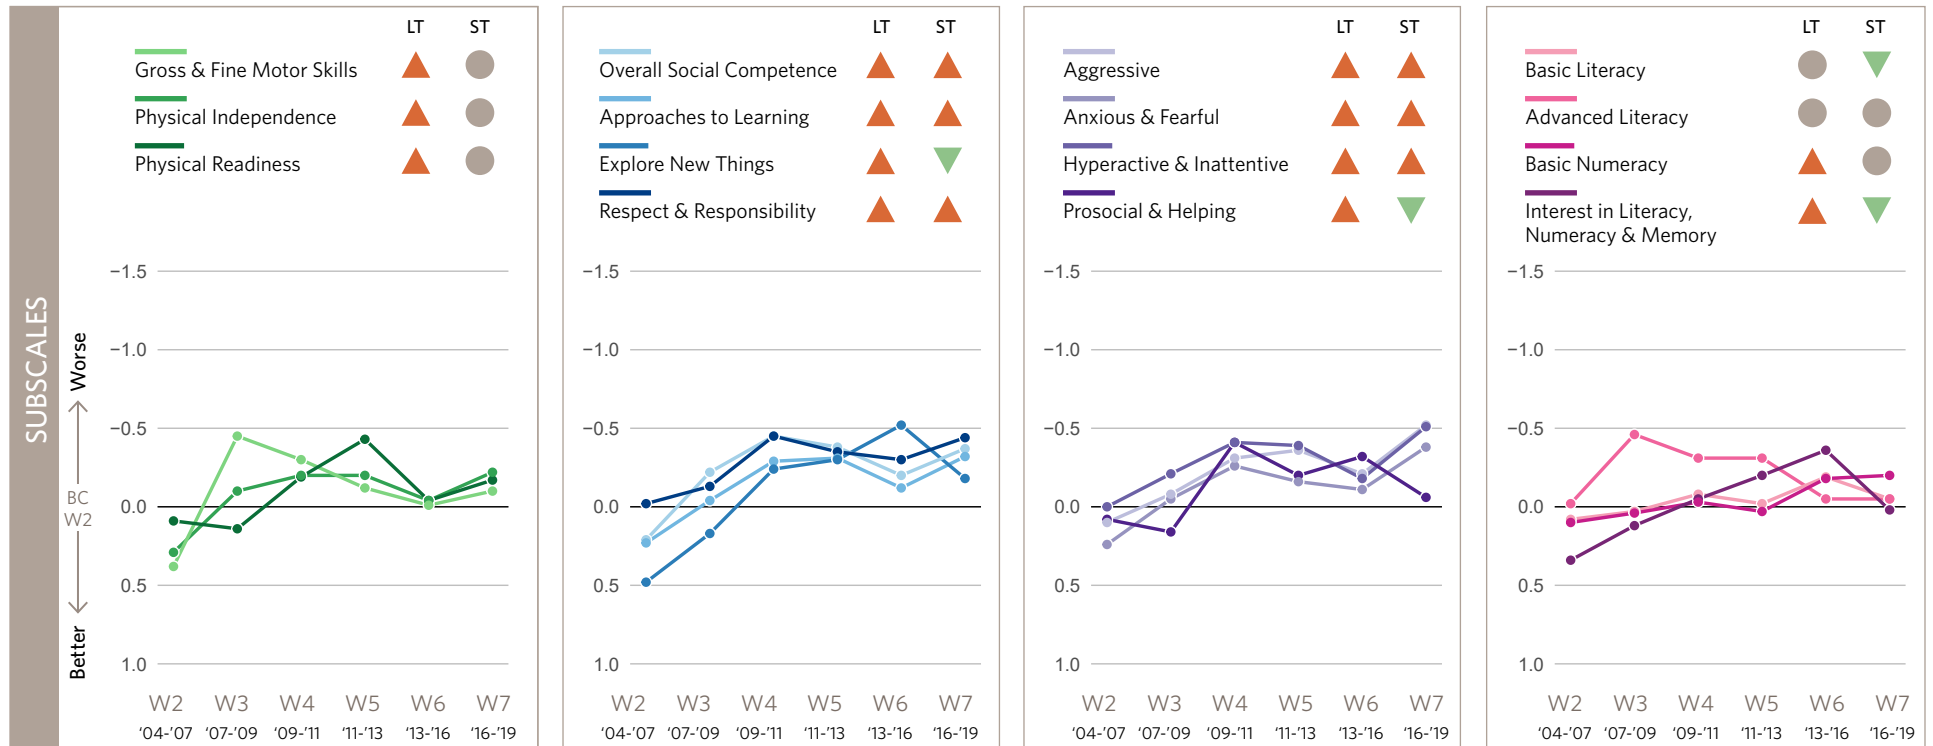 SUBSCALES
Worse
BC
W2
Better
LT ST
Gross & Fine Motor Skills
Physical Independence
Physical Readiness
−1.5
−1.0
−0.5
0.0
0.5
1.0
W2 W3 W4 W5 W6 W7
‘04-’07 ‘07-’09 ‘09-’11 ‘11-’13 ‘13-’16 ‘16-’19
LT ST
Overall Social Competence
Approaches to Learning
Explore New Things
Respect & Responsibility
−1.5
−1.0
−0.5
0.0
0.5
1.0
W2 W3 W4 W5 W6 W7
‘04-’07 ‘07-’09 ‘09-’11 ‘11-’13 ‘13-’16 ‘16-’19
LT ST
Aggressive
Anxious & Fearful
Hyperactive & Inattentive
Prosocial & Helping
−1.5
−1.0
−0.5
0.0
0.5
1.0
W2 W3 W4 W5 W6 W7
‘04-’07 ‘07-’09 ‘09-’11 ‘11-’13 ‘13-’16 ‘16-’19
LT ST
Basic Literacy
Advanced Literacy
Basic Numeracy
Interest in Literacy,
Numeracy & Memory
−1.5
−1.0
−0.5
0.0
0.5
1.0
W2 W3 W4 W5 W6 W7
‘04-’07 ‘07-’09 ‘09-’11 ‘11-’13 ‘13-’16 ‘16-’19